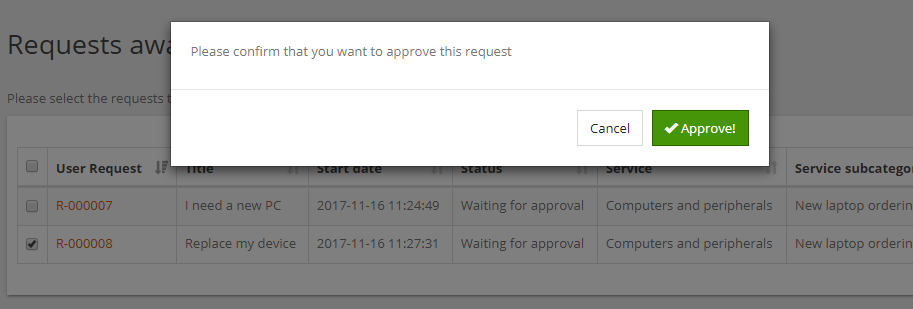 Requests awa
Please confirm that you want to approve this request
Please select the requests t
Cancel
Approve!
User Request Title Start date Status Service Service subcategor
R-000007 I need a new PC 2017-11-16 11:24:49 Waiting for approval Computers and peripherals New laptop orderin
R-000008 Replace my device 2017-11-16 11:27:31 Waiting for approval Computers and peripherals New laptop orderin